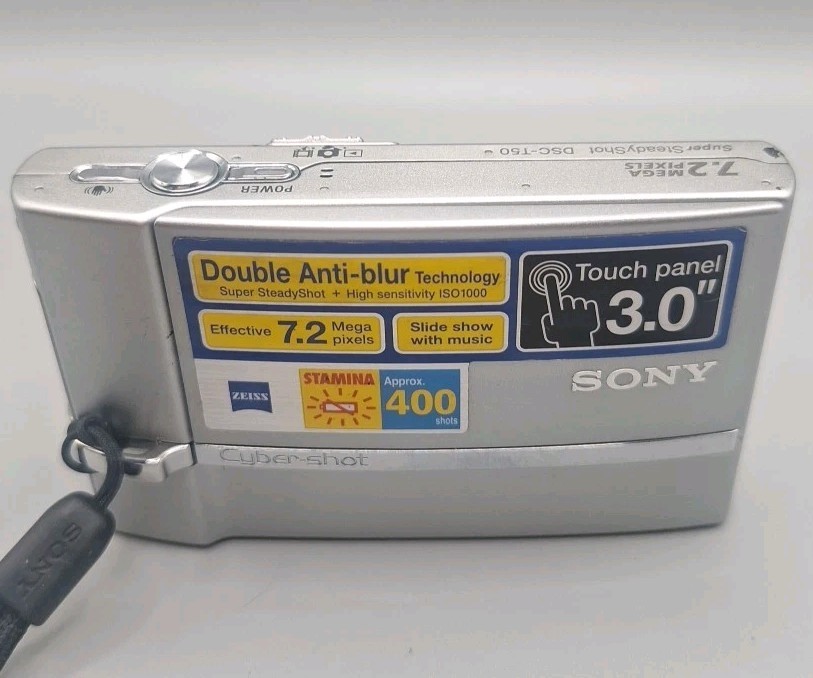 Super SteadyShot DSC-T50
7.2 MEGA PIXELS
POWER
Double Anti-blur Technology
Super SteadyShot + High sensitivity ISO1000
Effective 7.2 Mega pixels
Slide show
with music
Touch panel
3.0"
SONY
ZEISS
STAMINA
Approx.
400
shots
Cyber-shot
SONY